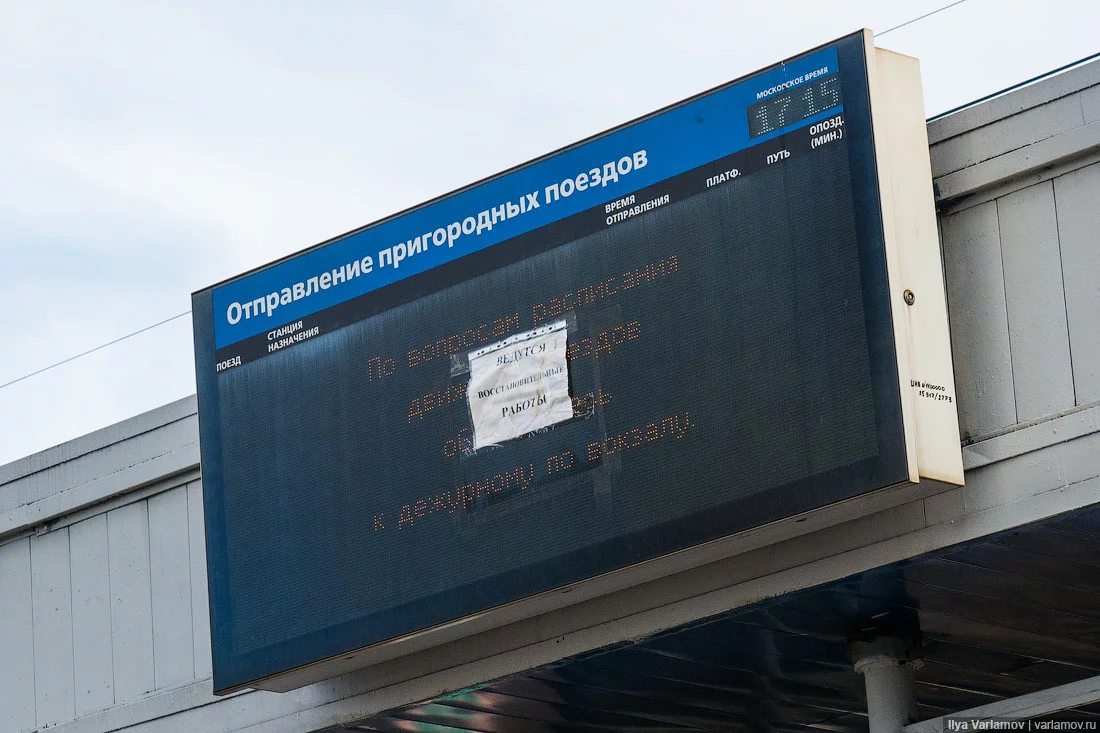 МОСКОВСКОЕ ВРЕМЯ
17 15
Отправление пригородных поездов
ПОЕЗД
СТАНЦИЯ
НАЗНАЧЕНИЯ
ВРЕМЯ
ОТПРАВЛЕНИЯ
ПЛАТФ.
ПУТЬ
ОПОЗД.
(МИН.)
По вопросам расписания
ВЕДУТСЯ
ВОССТАНОВИТЕЛЬНЫЕ
РАБОТЫ
к дежурному по вокзалу.
Ilya Varlamov | varlamov.ru